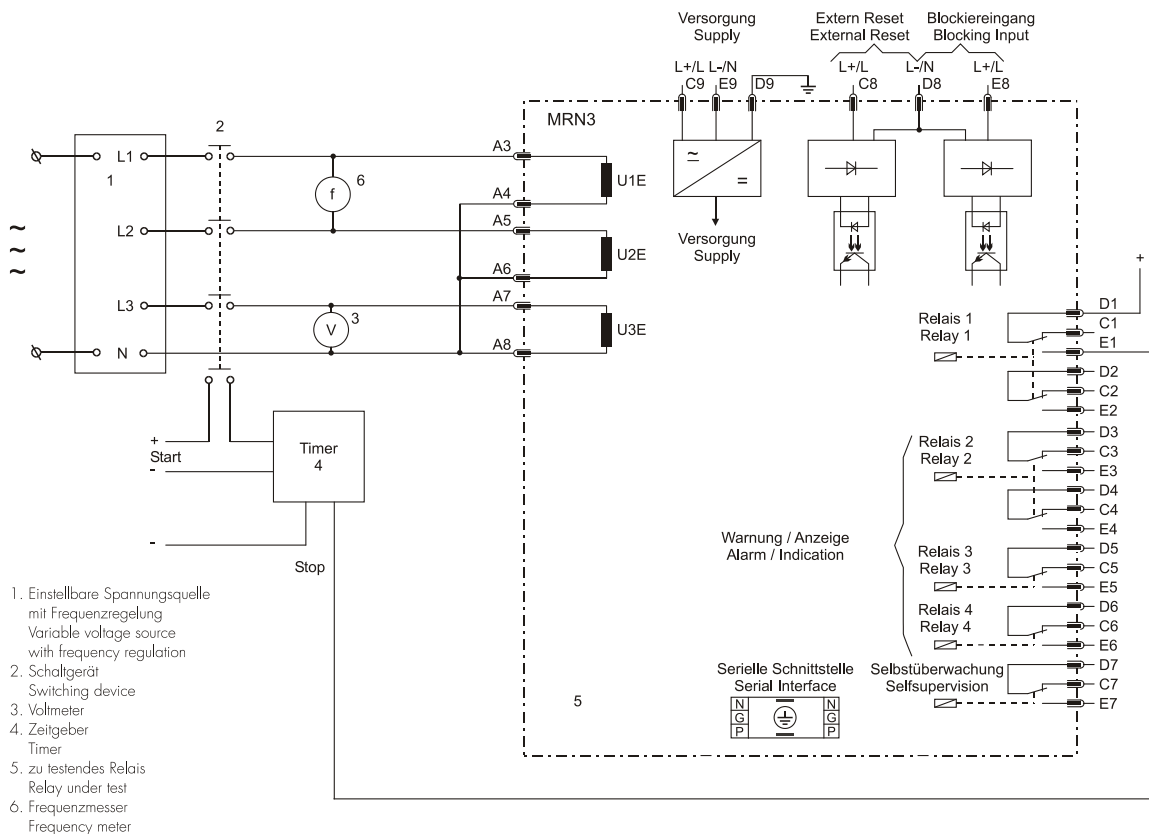 Versorgung
Supply
Extern Reset
External Reset
Blockiereingang
Blocking Input
L+/L
C9
L-/N
E9
D9
L+/L
C8
L-/N
D8
L+/L
E8
MRN3
2
1
L1
L2
L3
N
f
6
V
3
~
~
~
A3
A4
A5
A6
A7
A8
U1E
U2E
U3E
~
=
Versorgung
Supply
+
Start
-
-
Timer
4
Stop
+
Relais 1
Relay 1
D1
C1
E1
D2
C2
E2
Relais 2
Relay 2
D3
C3
E3
D4
C4
E4
Warnung / Anzeige
Alarm / Indication
Relais 3
Relay 3
D5
C5
E5
Relais 4
Relay 4
D6
C6
E6
Serielle Schnittstelle
Serial Interface
N
G
P
N
G
P
Selbstüberwachung
Selfsupervision
D7
C7
E7
5
1. Einstellbare Spannungsquelle
mit Frequenzregelung
Variable voltage source
with frequency regulation
2. Schaltgerät
Switching device
3. Voltmeter
4. Zeitgeber
Timer
5. zu testendes Relais
Relay under test
6. Frequenzmesser
Frequency meter